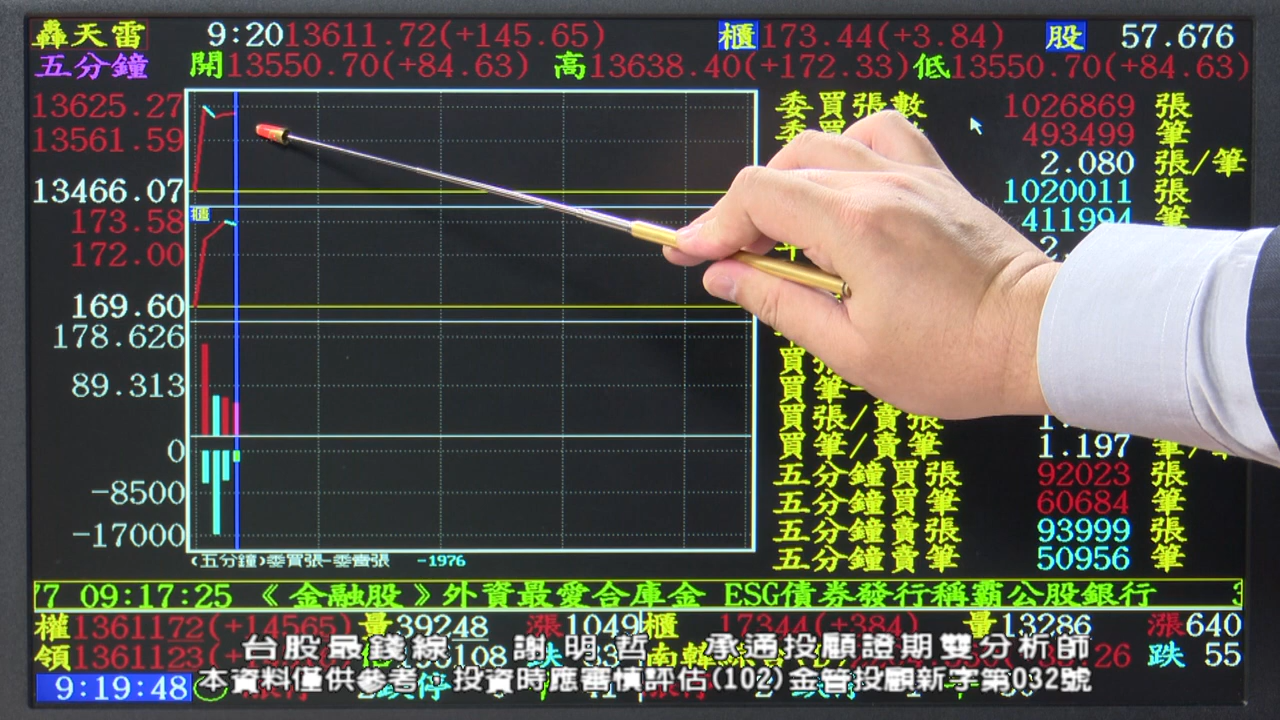 轟天雷 9:20 13611.72(+145.65) 櫃 173.44(+3.84) 股 57.676
五分鐘 開 13550.70(+84.63) 高 13638.40(+172.33) 低 13550.70(+84.63)
13625.27
13561.59
13466.07
櫃
173.58
172.00
169.60
178.626
89.313
0
-8500
-17000
(五分鐘)委買張-委賣張 -1976
委買張數 1026869 張
委買 493499 筆
2.080 張/筆
1020011 張
411994 筆
2.
買張/賣張
買筆/賣筆 1.197
五分鐘買張 92023 張
五分鐘買筆 60684 筆
五分鐘賣張 93999 張
五分鐘賣筆 50956 筆
09:17:25 《金融股》外資最愛合庫金 ESG債券發行稱霸公股銀行
權 1361172(+14565) 量 39248 漲 1049 櫃 17344(+384) 量 13286 漲 640
領 1361123 跌 跌 55
台股最錢線 謝明哲 承通投顧證期雙分析師
本資料僅供參考，投資時應審慎評估(102)金管投顧新字第032號
9:19:48